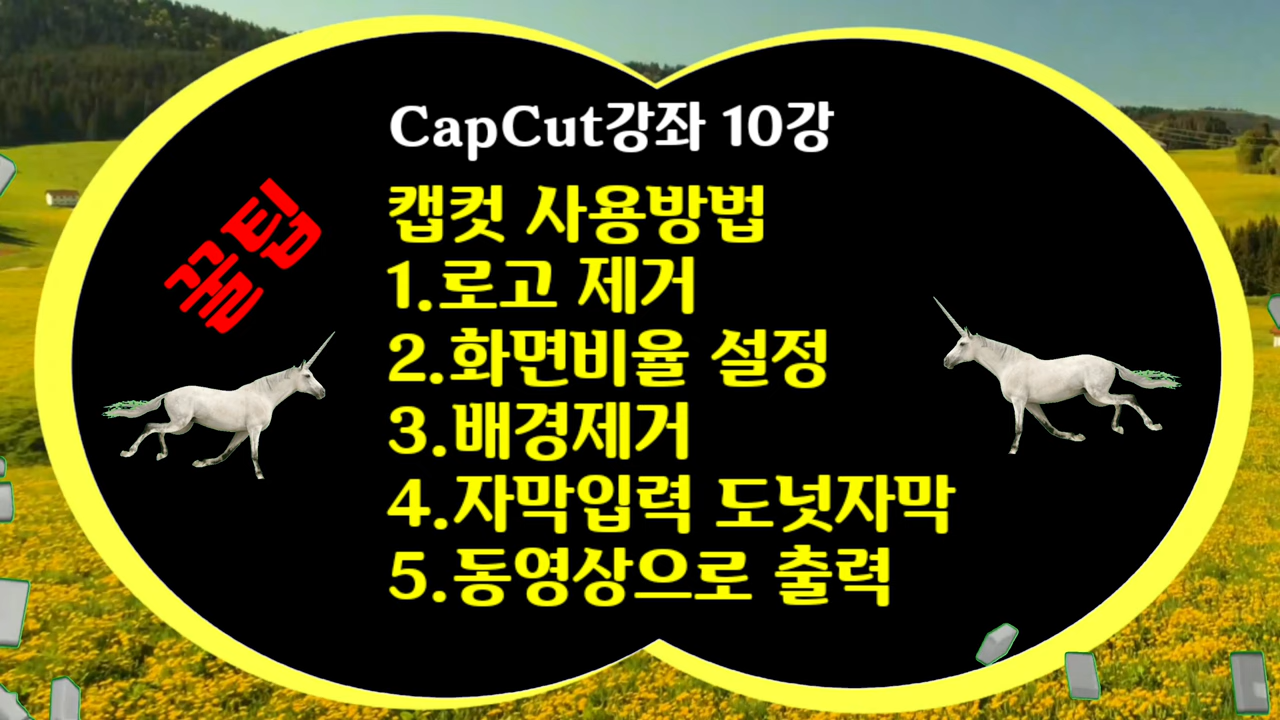 CapCut강좌 10강
꿀팁
캡컷 사용방법
1.로고 제거
2.화면비율 설정
3.배경제거
4.자막입력 도넛자막
5.동영상으로 출력